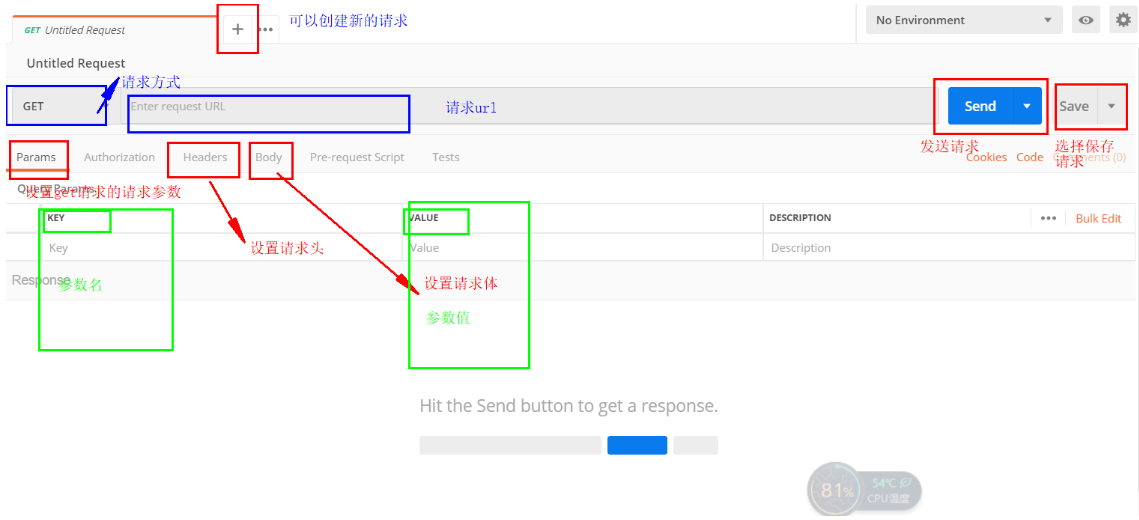 GET Untitled Request + ••• 可以创建新的请求 No Environment
Untitled Request
请求方式
GET Enter request URL 请求url Send Save
发送请求 选择保存请求
Params Authorization Headers Body Pre-request Script Tests Cookies Code Comments (0)
Query Params
设置get请求的请求参数
KEY VALUE DESCRIPTION ••• Bulk Edit
Key Value Description
设置请求头
Response
参数名
设置请求体
参数值
Hit the Send button to get a response.
81% 54℃
CPU温度